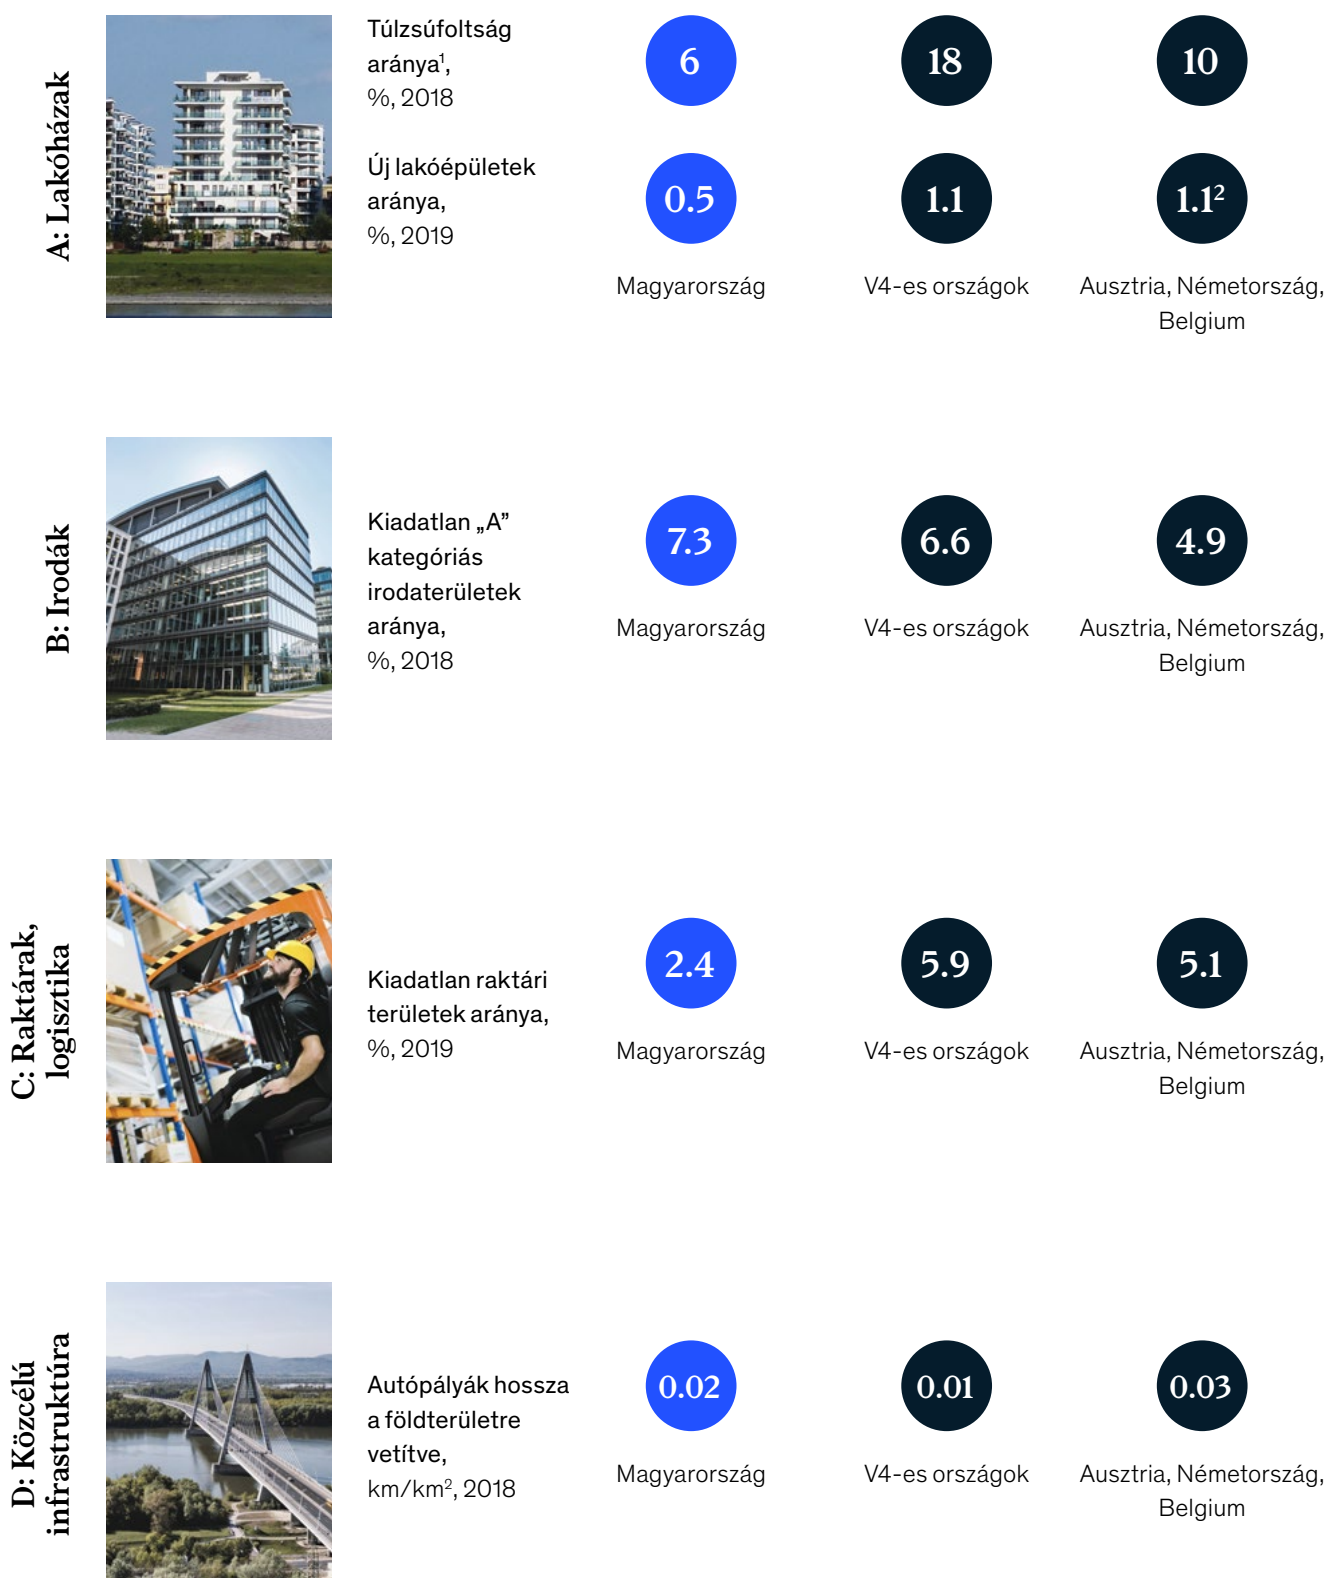 A: Lakóházak
Túlzsúfoltság
aránya¹,
%, 2018
6
18
10
Új lakóépületek
aránya,
%, 2019
0.5
1.1
1.1²
Magyarország
V4-es országok
Ausztria, Németország,
Belgium
B: Irodák
Kiadatlan „A”
kategóriás
irodaterületek
aránya,
%, 2018
7.3
6.6
4.9
Magyarország
V4-es országok
Ausztria, Németország,
Belgium
C: Raktárak,
logisztika
Kiadatlan raktári
területek aránya,
%, 2019
2.4
5.9
5.1
Magyarország
V4-es országok
Ausztria, Németország,
Belgium
D: Közcélú
infrastruktúra
Autópályák hossza
a földterületre
vetítve,
km/km², 2018
0.02
0.01
0.03
Magyarország
V4-es országok
Ausztria, Németország,
Belgium